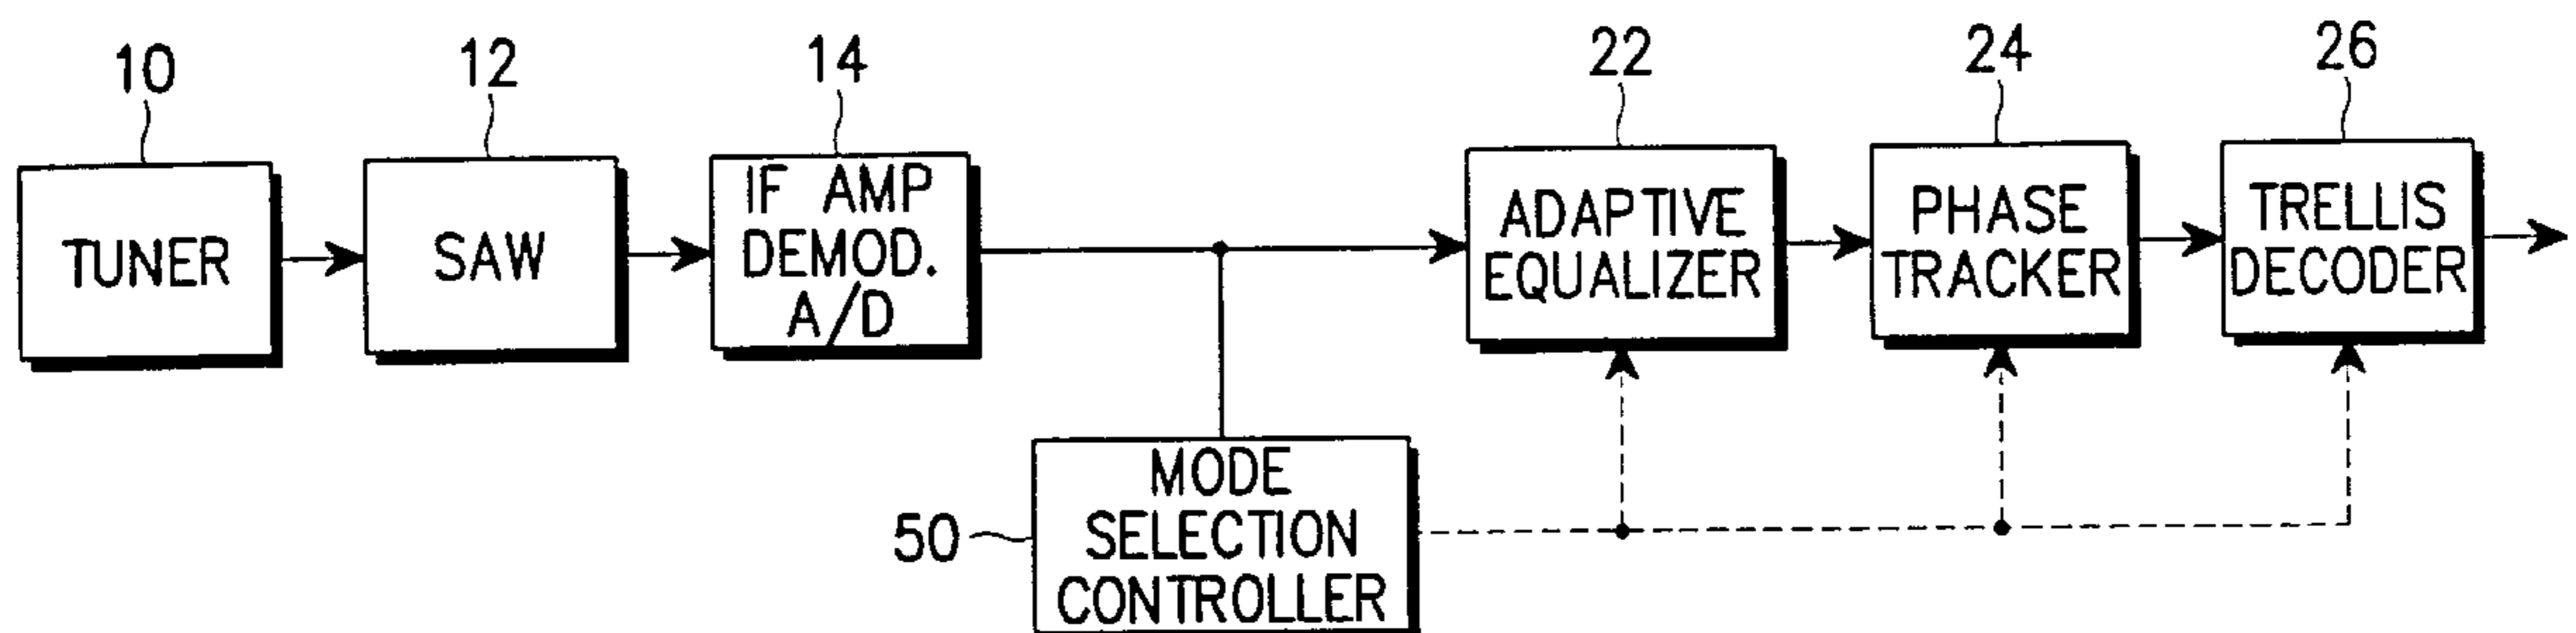 10
12
14
22
24
26
TUNER
SAW
IF AMP
DEMOD.
A/D
ADAPTIVE
EQUALIZER
PHASE
TRACKER
TRELLIS
DECODER
50
MODE
SELECTION
CONTROLLER